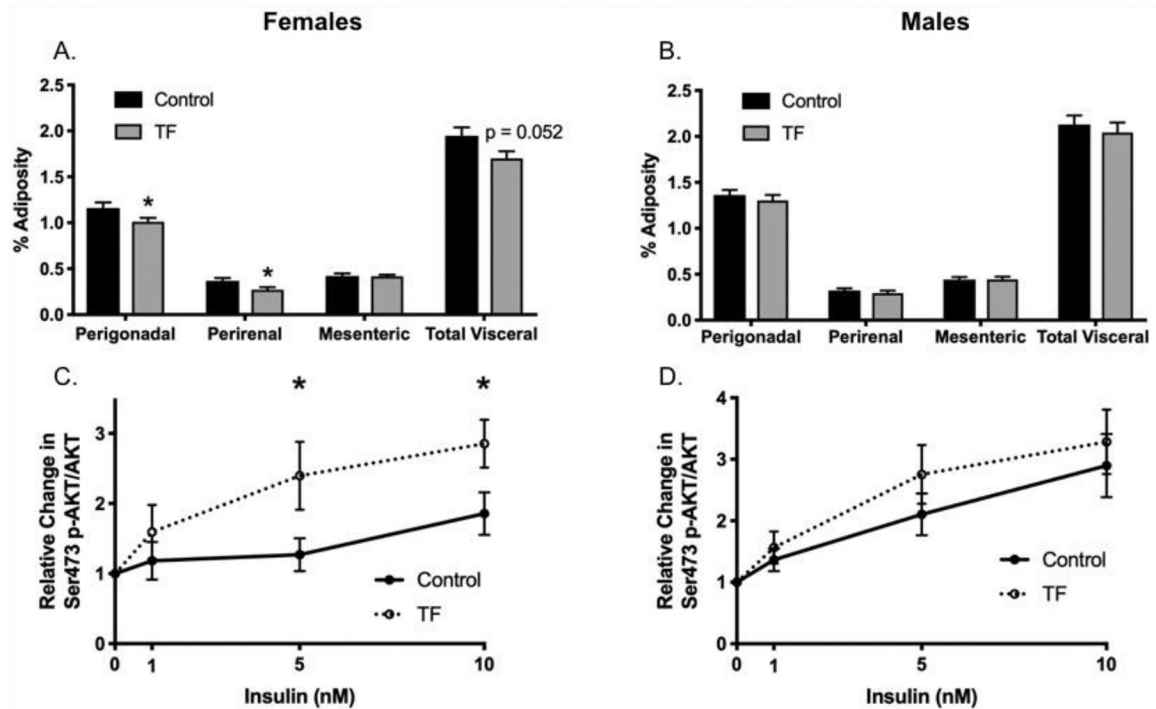 Females
Males
A.
2.5
2.0
1.5
1.0
0.5
0.0
% Adiposity
Control
TF
*
*
p = 0.052
Perigonadal
Perirenal
Mesenteric
Total Visceral
B.
2.5
2.0
1.5
1.0
0.5
0.0
% Adiposity
Control
TF
Perigonadal
Perirenal
Mesenteric
Total Visceral
C.
*
*
3
2
1
0
Relative Change in
Ser473 p-AKT/AKT
Control
TF
0
1
5
10
Insulin (nM)
D.
4
3
2
1
0
Relative Change in
Ser473 p-AKT/AKT
Control
TF
0
1
5
10
Insulin (nM)